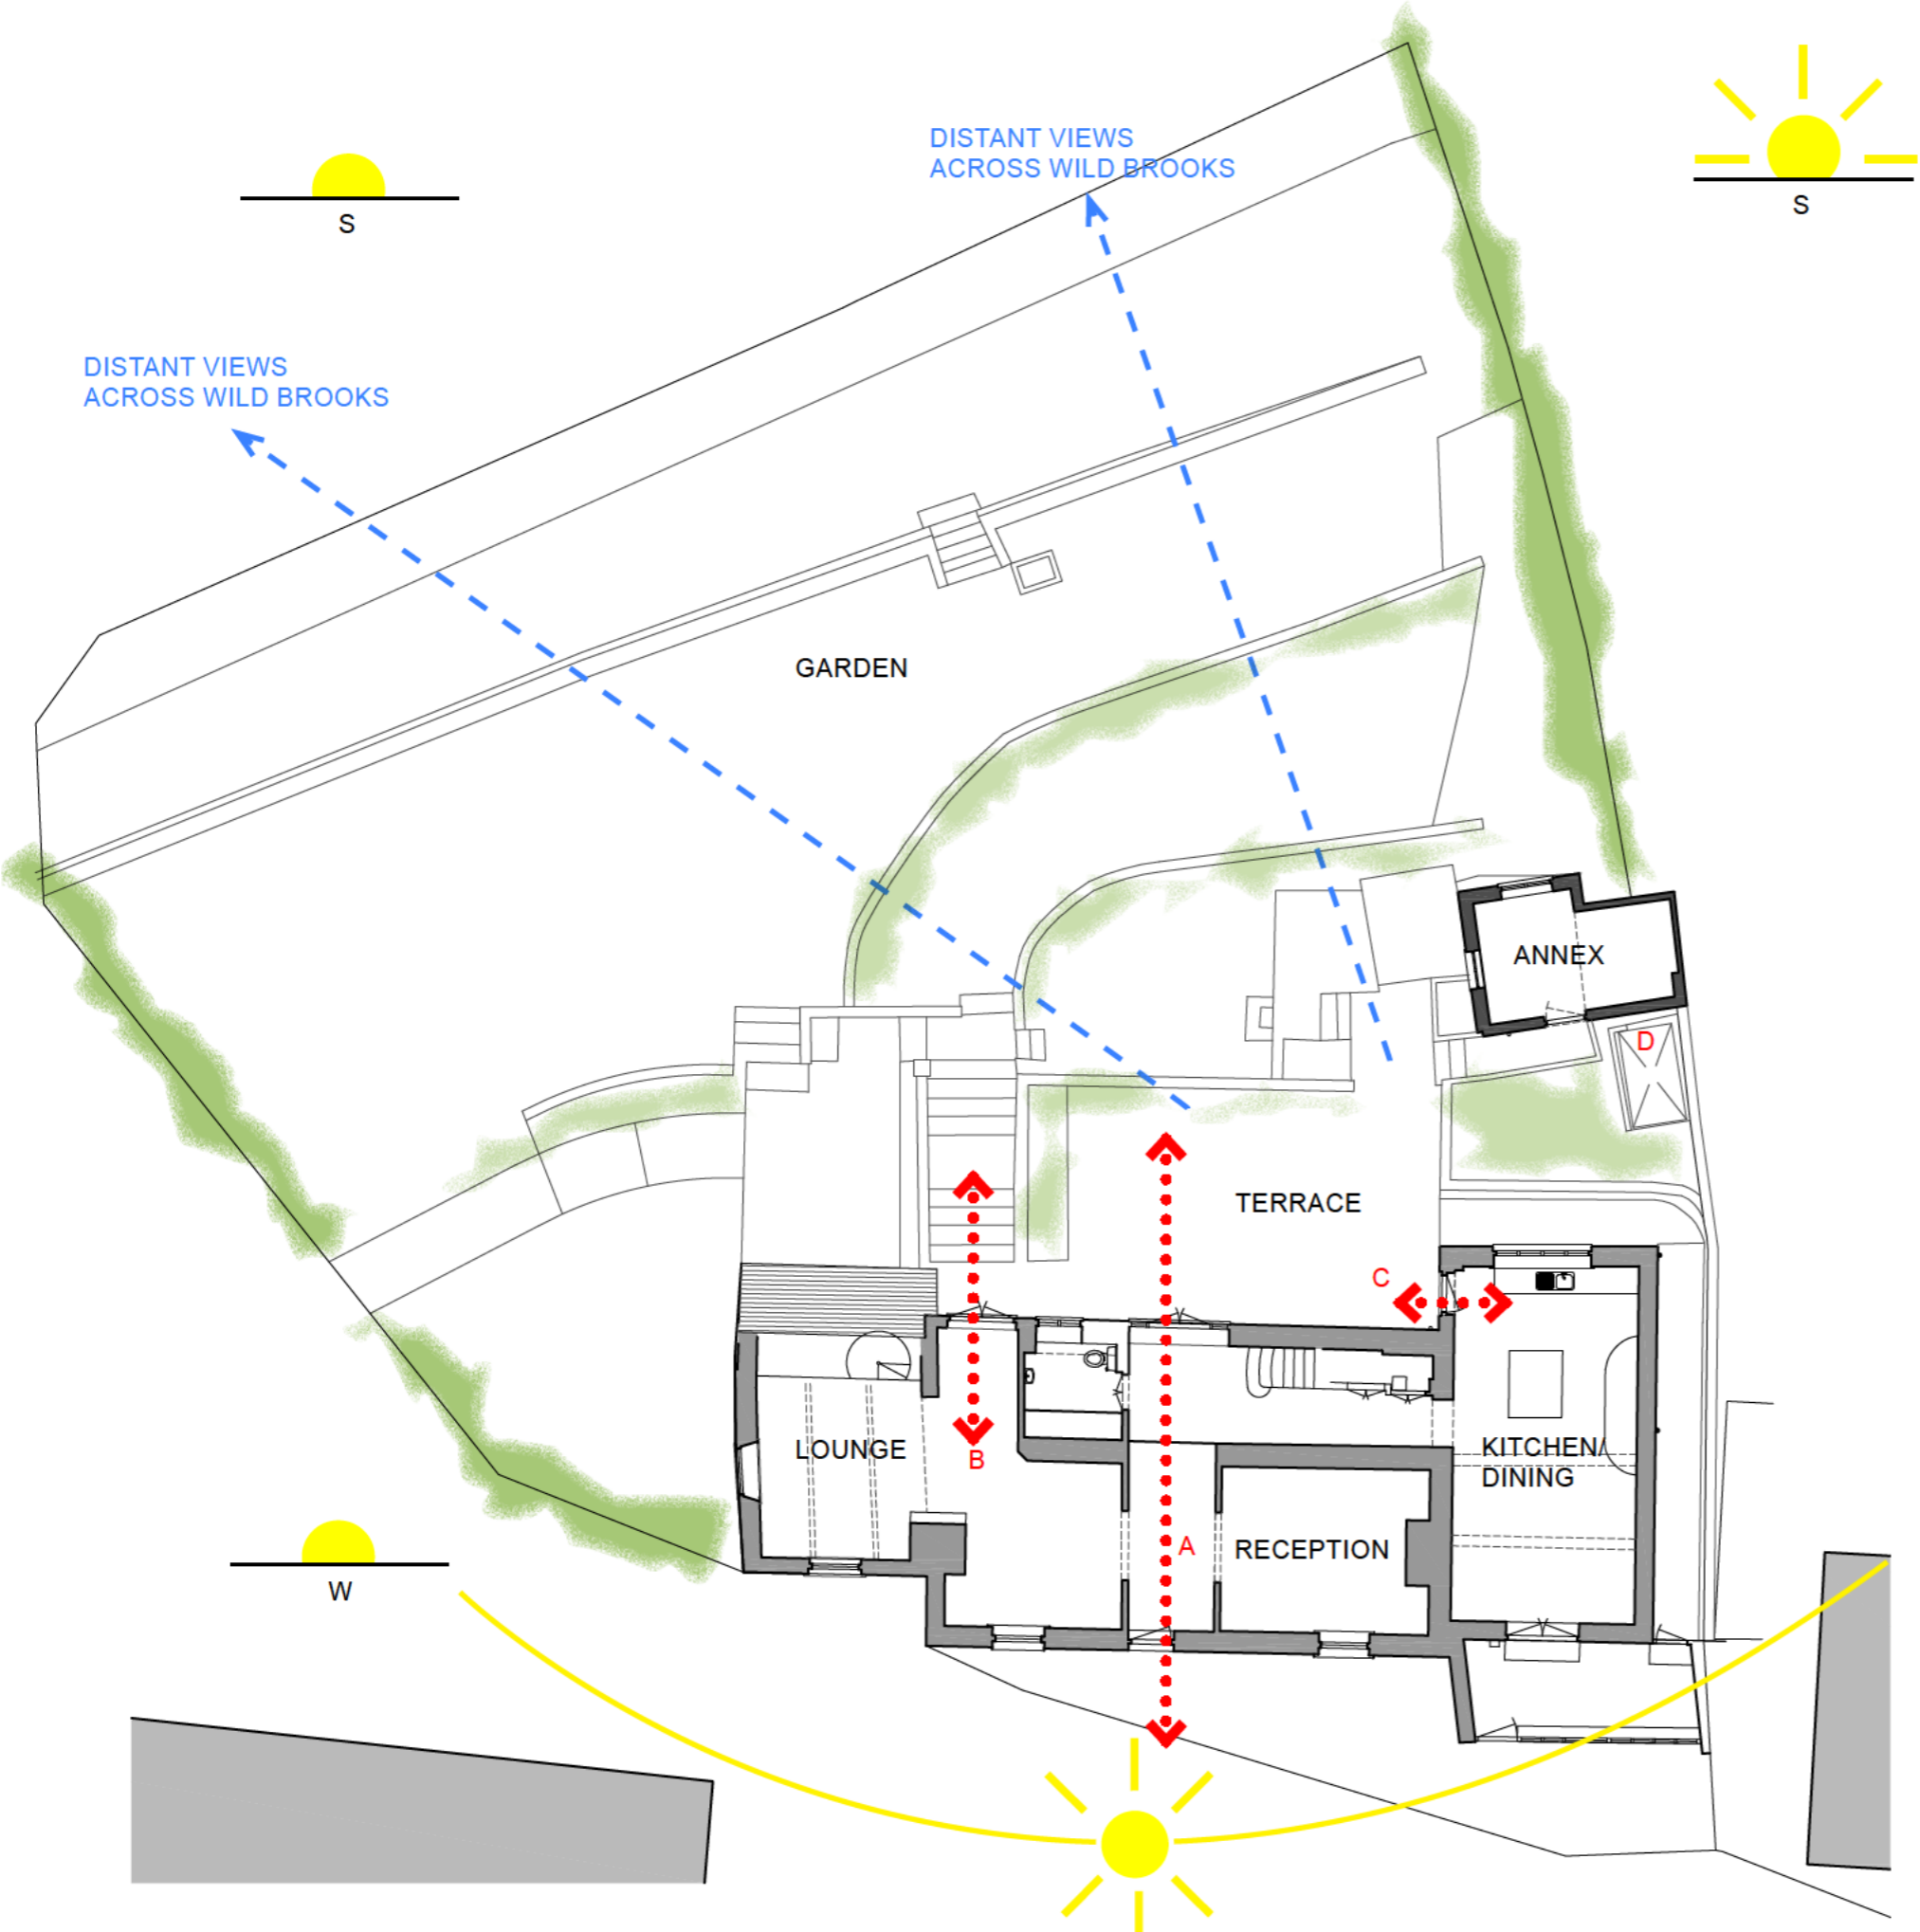 DISTANT VIEWS
ACROSS WILD BROOKS
S
S
DISTANT VIEWS
ACROSS WILD BROOKS
GARDEN
ANNEX
D
TERRACE
C
LOUNGE
B
KITCHEN/
DINING
A
RECEPTION
W